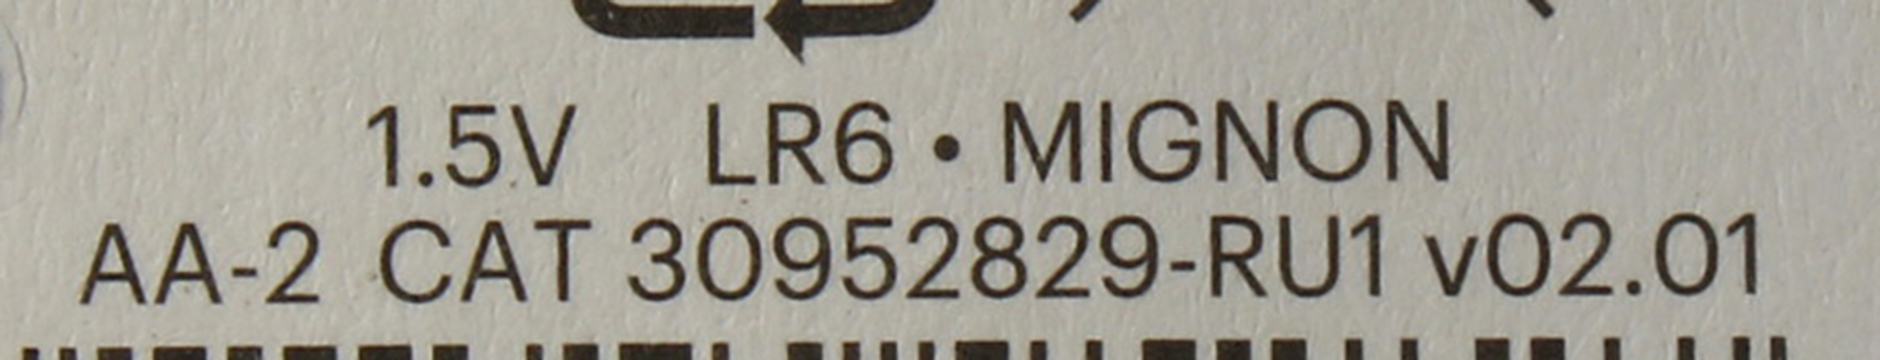 1.5V LR6 • MIGNON
AA-2 CAT 30952829-RU1 v02.01